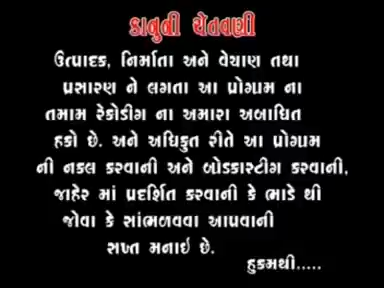 કાનુની ચેતવણી
ઉત્પાદક, નિર્માતા અને વેચાણ તથા
પ્રસારણ ને લગતા આ પ્રોગ્રામ ના
તમામ રેકોડીંગ ના અમારા અબાધિત
હકો છે. અને અધિકૃત રીતે આ પ્રોગ્રામ
ની નકલ કરવાની અને બ્રોડકાસ્ટીગ કરવાની,
જાહેર માં પ્રદર્શિત કરવાની કે ભાડે થી
જોવા કે સાંભળવવા આપવાની
સખ્ત મનાઇ છે.
હુકમથી.....